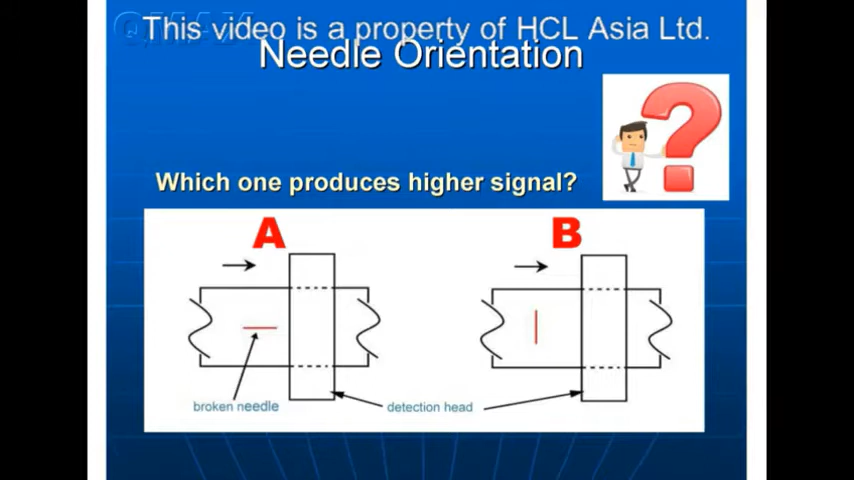 This video is a property of HCL Asia Ltd.
Needle Orientation
Which one produces higher signal?
A
B
broken needle
detection head